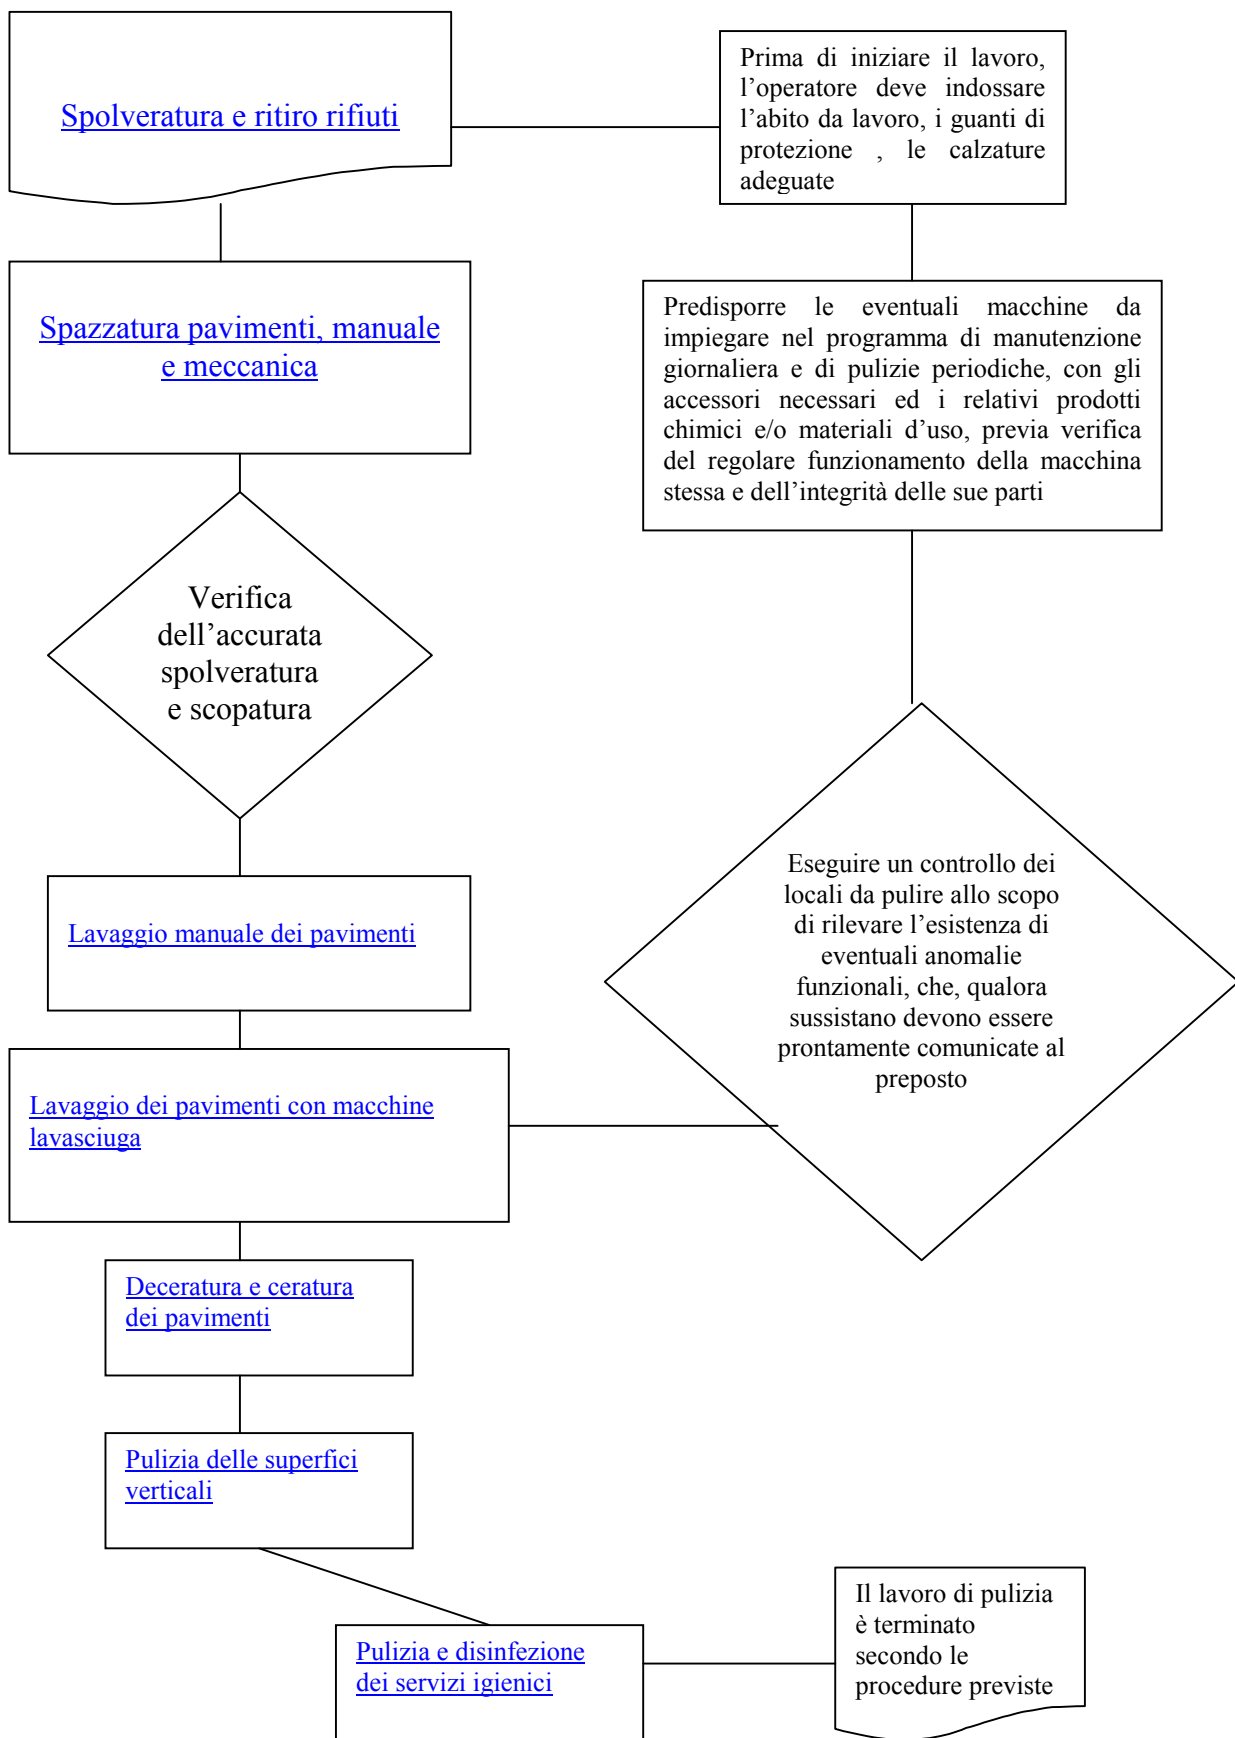 Spolveratura e ritiro rifiuti
Prima di iniziare il lavoro,
l’operatore deve indossare
l’abito da lavoro, i guanti di
protezione , le calzature
adeguate
Spazzatura pavimenti, manuale
e meccanica
Predisporre le eventuali macchine da
impiegare nel programma di manutenzione
giornaliera e di pulizie periodiche, con gli
accessori necessari ed i relativi prodotti
chimici e/o materiali d’uso, previa verifica
del regolare funzionamento della macchina
stessa e dell’integrità delle sue parti
Verifica
dell’accurata
spolveratura
e scopatura
Eseguire un controllo dei
locali da pulire allo scopo
di rilevare l’esistenza di
eventuali anomalie
funzionali, che, qualora
sussistano devono essere
prontamente comunicate al
preposto
Lavaggio manuale dei pavimenti
Lavaggio dei pavimenti con macchine
lavasciuga
Deceratura e ceratura
dei pavimenti
Pulizia delle superfici
verticali
Pulizia e disinfezione
dei servizi igienici
Il lavoro di pulizia
è terminato
secondo le
procedure previste